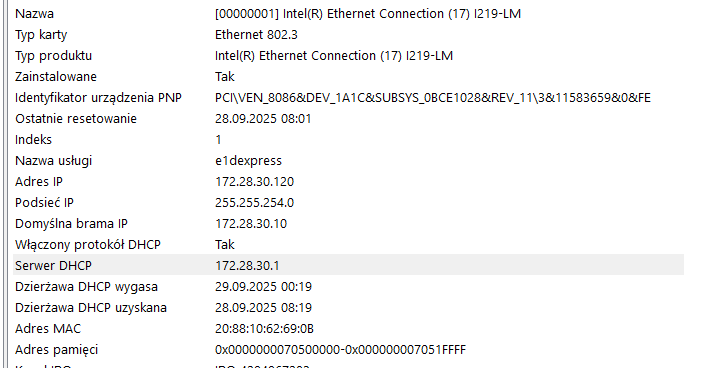 Nazwa [00000001] Intel(R) Ethernet Connection (17) I219-LM
Typ karty Ethernet 802.3
Typ produktu Intel(R) Ethernet Connection (17) I219-LM
Zainstalowane Tak
Identyfikator urządzenia PNP PCI\VEN_8086&DEV_1A1C&SUBSYS_0BCE1028&REV_11\3&11583659&0&FE
Ostatnie resetowanie 28.09.2025 08:01
Indeks 1
Nazwa usługi e1dexpress
Adres IP 172.28.30.120
Podsieć IP 255.255.254.0
Domyślna brama IP 172.28.30.10
Włączony protokół DHCP Tak
Serwer DHCP 172.28.30.1
Dzierżawa DHCP wygasa 29.09.2025 00:19
Dzierżawa DHCP uzyskana 28.09.2025 08:19
Adres MAC 20:88:10:62:69:0B
Adres pamięci 0x0000000070500000-0x000000007051FFFF